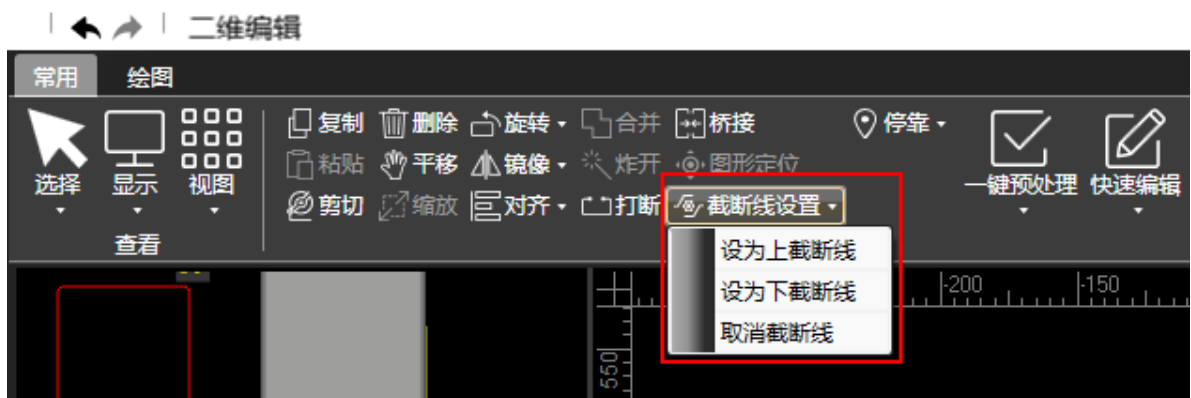 二维编辑
常用 绘图
复制 删除 旋转 合并 桥接 停靠
粘贴 平移 镜像 炸开 图形定位
选择 显示 视图 一键预处理 快速编辑
剪切 缩放 对齐 打断 截断线设置
查看
设为上截断线
设为下截断线
取消截断线
-200 -150
550